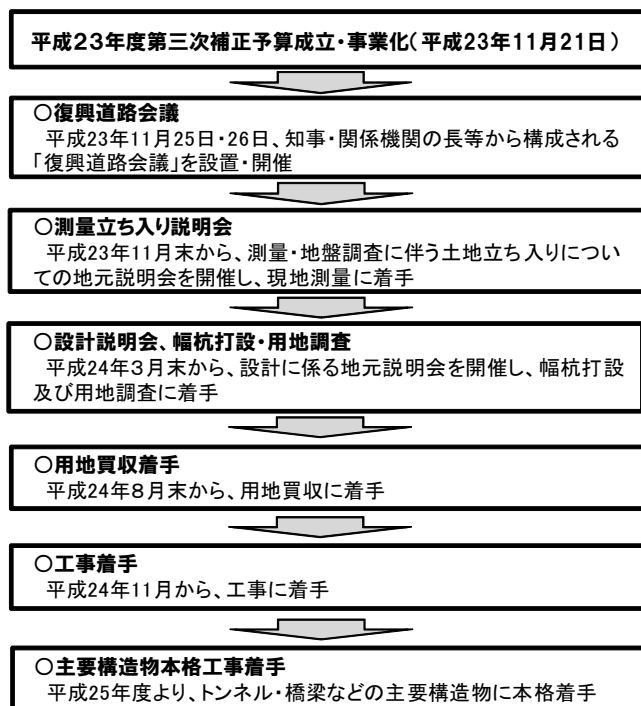 平成２３年度第三次補正予算成立・事業化（平成23年11月21日）
○復興道路会議
平成23年11月25日・26日、知事・関係機関の長等から構成される
「復興道路会議」を設置・開催
○測量立ち入り説明会
平成23年11月末から、測量・地盤調査に伴う土地立ち入りについ
ての地元説明会を開催し、現地測量に着手
○設計説明会、幅杭打設・用地調査
平成24年３月末から、設計に係る地元説明会を開催し、幅杭打設
及び用地調査に着手
○用地買収着手
平成24年８月末から、用地買収に着手
○工事着手
平成24年11月から、工事に着手
○主要構造物本格工事着手
平成25年度より、トンネル・橋梁などの主要構造物に本格着手